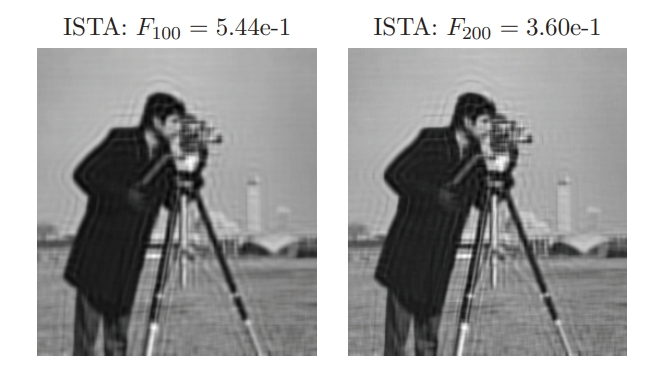 ISTA: F₁₀₀ = 5.44e-1
ISTA: F₂₀₀ = 3.60e-1